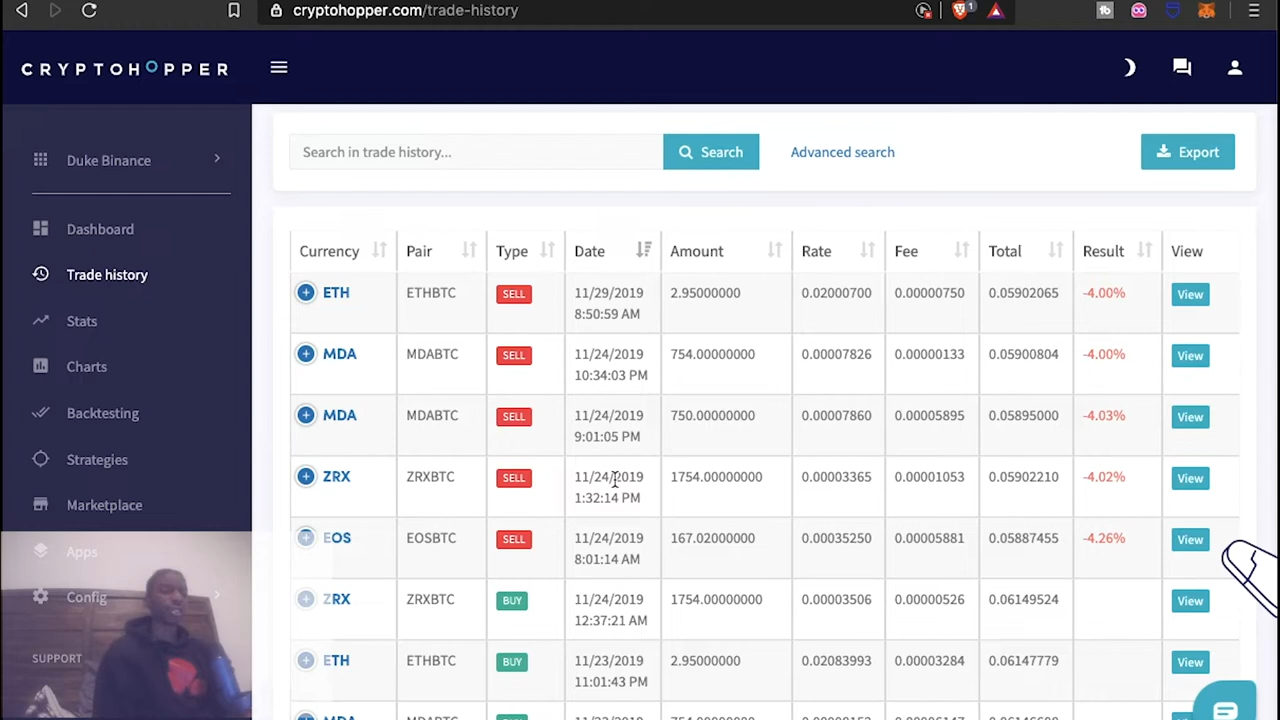 cryptohopper.com/trade-history
1
CRYPTOHOPPER
Duke Binance
Dashboard
Trade history
Stats
Charts
Backtesting
Strategies
Marketplace
Apps
Config
SUPPORT
Search in trade history...
Search
Advanced search
Export
Currency Pair Type Date Amount Rate Fee Total Result View
ETH ETHBTC SELL 11/29/2019 2.95000000 0.02000700 0.00000750 0.05902065 -4.00% View
8:50:59 AM
MDA MDABTC SELL 11/24/2019 754.00000000 0.00007826 0.00000133 0.05900804 -4.00% View
10:34:03 PM
MDA MDABTC SELL 11/24/2019 750.00000000 0.00007860 0.00005895 0.05895000 -4.03% View
9:01:05 PM
ZRX ZRXBTC SELL 11/24/2019 1754.00000000 0.00003365 0.00001053 0.05902210 -4.02% View
1:32:14 PM
EOS EOSBTC SELL 11/24/2019 167.02000000 0.00035250 0.00005881 0.05887455 -4.26% View
8:01:14 AM
ZRX ZRXBTC BUY 11/24/2019 1754.00000000 0.00003506 0.00000526 0.06149524 View
12:37:21 AM
ETH ETHBTC BUY 11/23/2019 2.95000000 0.02083993 0.00003284 0.06147779 View
11:01:43 PM